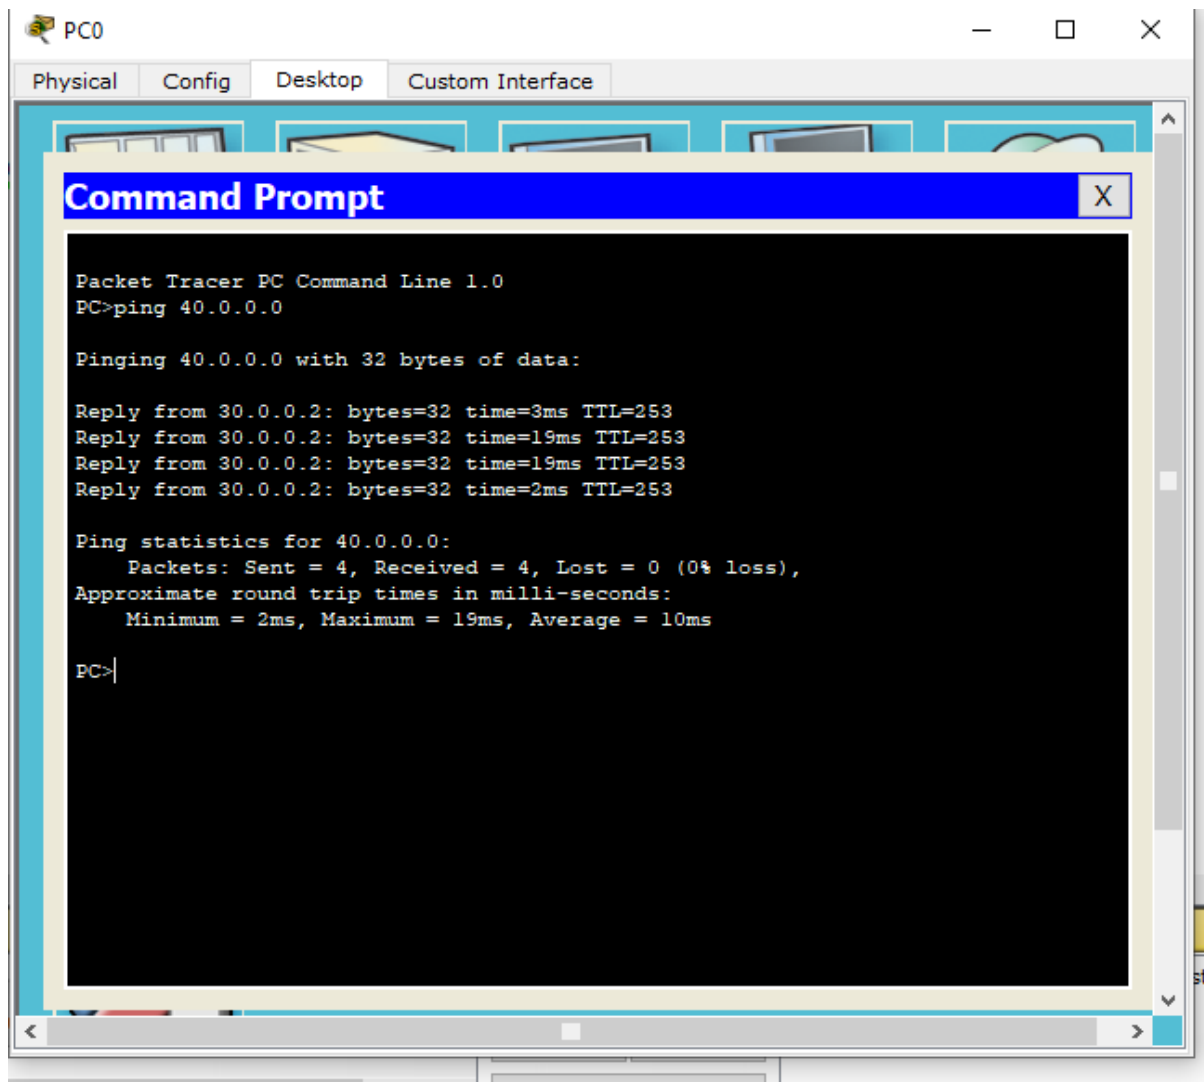 PC0
Physical Config Desktop Custom Interface
Command Prompt X
Packet Tracer PC Command Line 1.0
PC>ping 40.0.0.0
Pinging 40.0.0.0 with 32 bytes of data:
Reply from 30.0.0.2: bytes=32 time=3ms TTL=253
Reply from 30.0.0.2: bytes=32 time=19ms TTL=253
Reply from 30.0.0.2: bytes=32 time=19ms TTL=253
Reply from 30.0.0.2: bytes=32 time=2ms TTL=253
Ping statistics for 40.0.0.0:
Packets: Sent = 4, Received = 4, Lost = 0 (0% loss),
Approximate round trip times in milli-seconds:
Minimum = 2ms, Maximum = 19ms, Average = 10ms
PC>